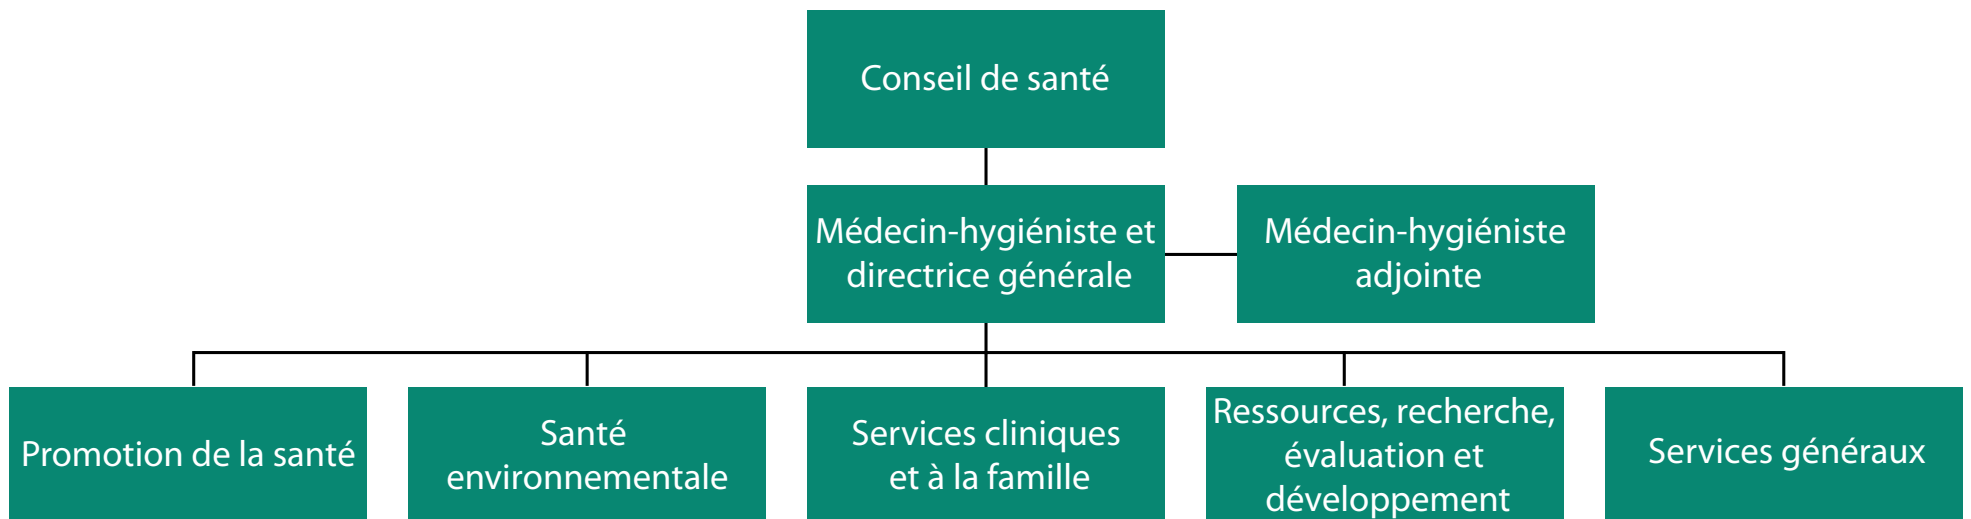 Conseil de santé
Médecin-hygiéniste et
directrice générale
Médecin-hygiéniste
adjointe
Promotion de la santé
Santé
environnementale
Services cliniques
et à la famille
Ressources, recherche,
évaluation et
développement
Services généraux